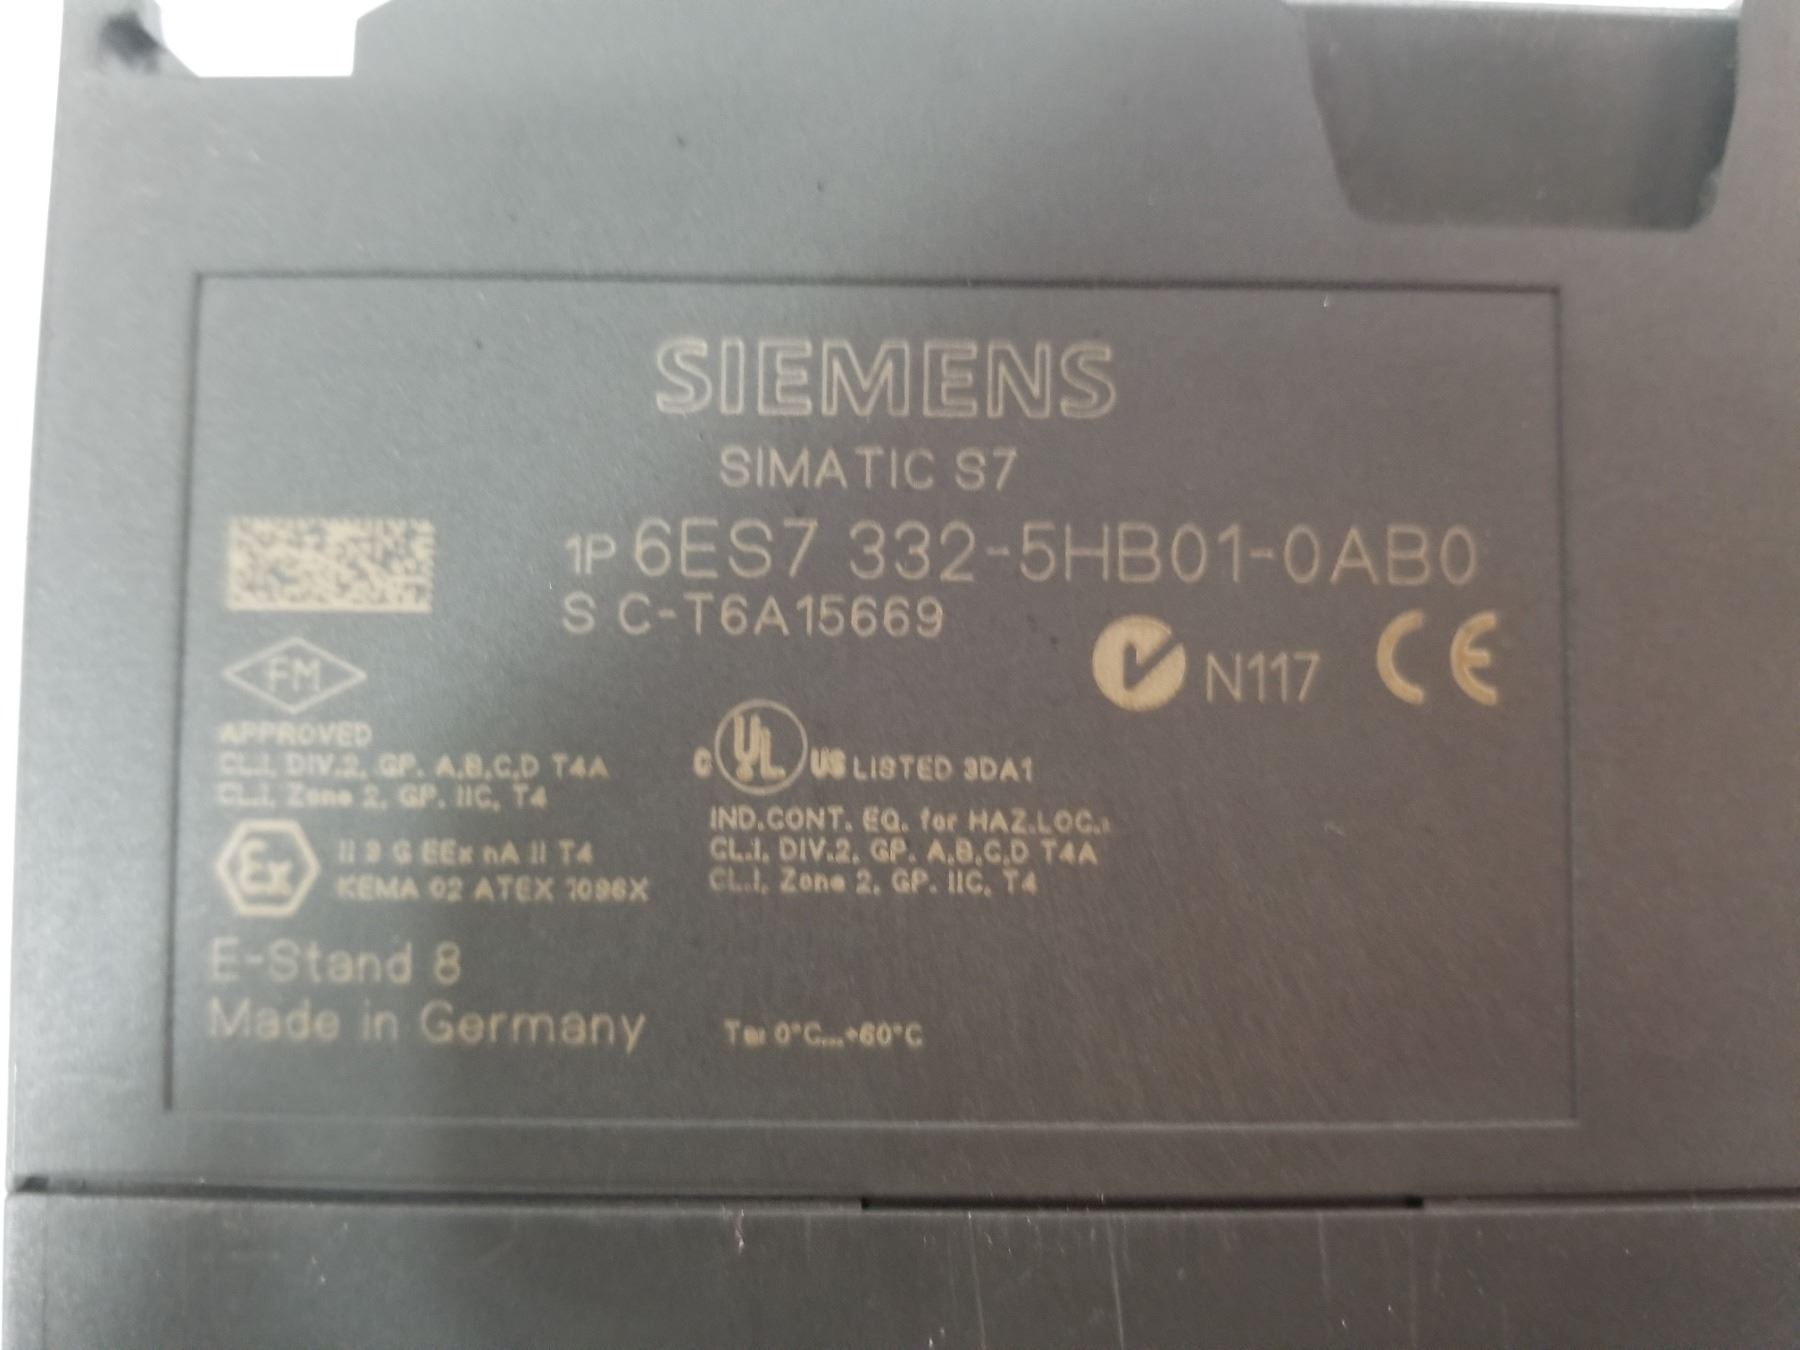 SIEMENS
SIMATIC S7
1P 6ES7 332-5HB01-0AB0
S C-T6A15669
N117 CE
FM
APPROVED
CL.I, DIV.2, GP. A,B,C,D T4A
CL.I, Zone 2, GP. IIC, T4
C UL US LISTED 3DA1
IND.CONT. EQ. for HAZ.LOC.:
CL.I, DIV.2, GP. A,B,C,D T4A
CL.I, Zone 2, GP. IIC, T4
Ex II 3 G EEx nA II T4
KEMA 02 ATEX 1096X
E-Stand 8
Made in Germany
Ta: 0°C...+60°C